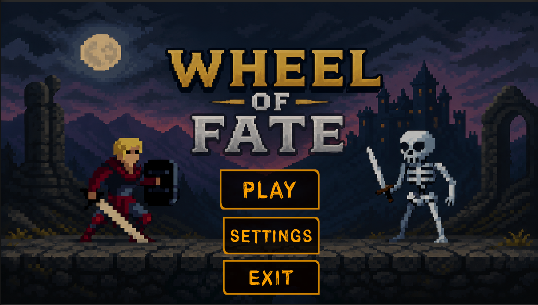 WHEEL
OF
FATE
PLAY
SETTINGS
EXIT